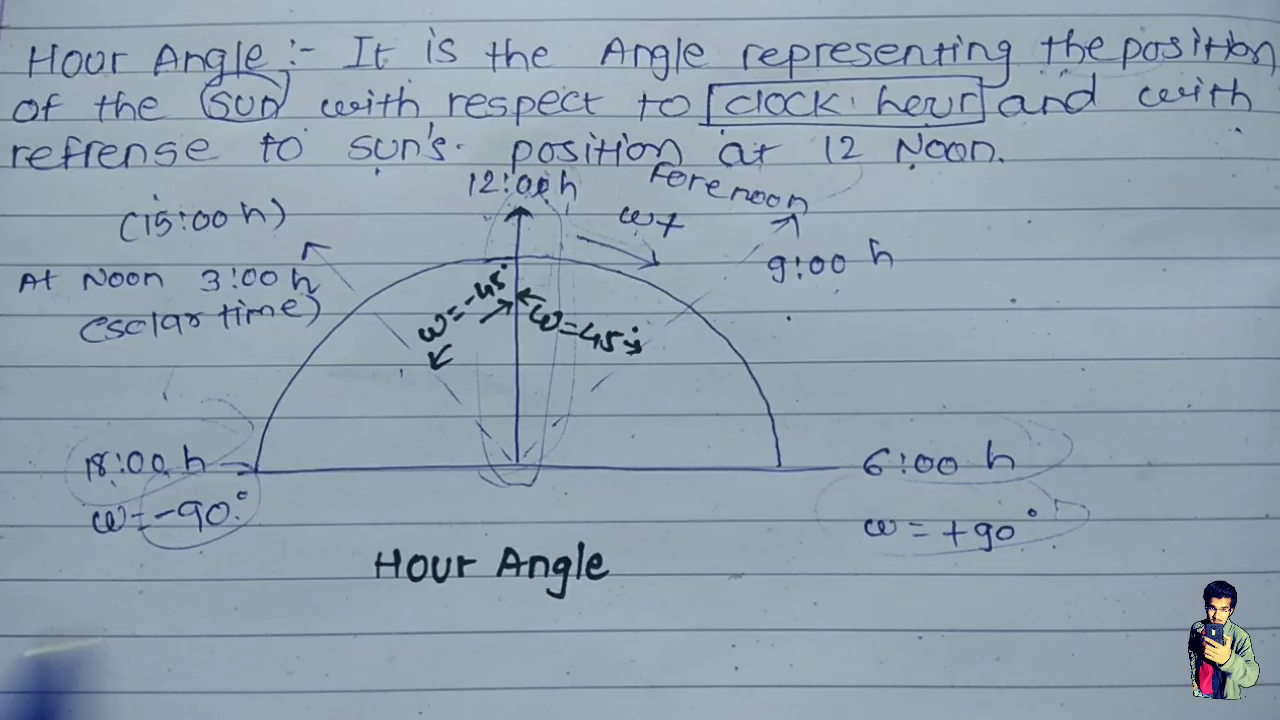 Hour Angle :- It is the Angle representing the position
of the sun with respect to clock hour and with
refrense to sun's position at 12 Noon.
12:00 h
Forenoon
(15:00 h)
ω+
9:00 h
At Noon 3:00 h
(solar time)
ω=-45°
ω=45°
18:00 h
6:00 h
ω=-90°
ω=+90°
Hour Angle